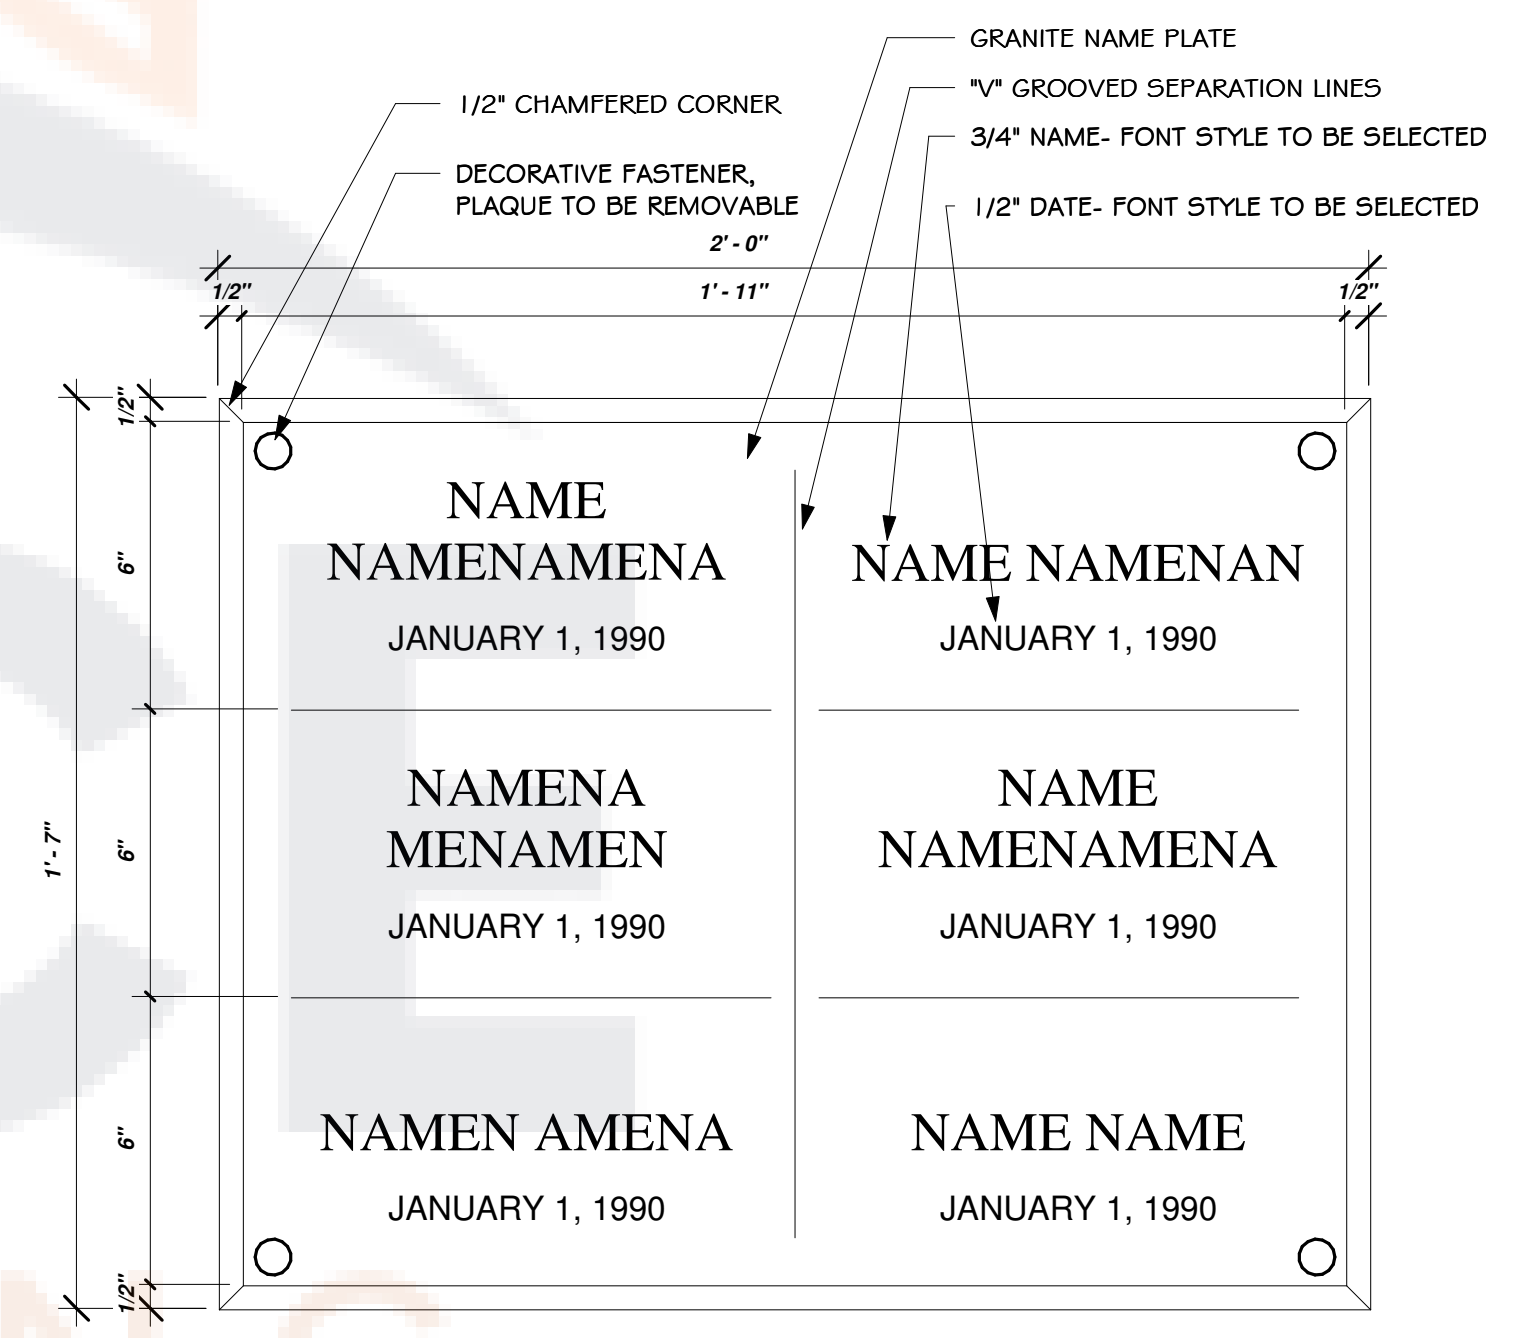 GRANITE NAME PLATE
"V" GROOVED SEPARATION LINES
1/2" CHAMFERED CORNER
3/4" NAME- FONT STYLE TO BE SELECTED
DECORATIVE FASTENER,
PLAQUE TO BE REMOVABLE
1/2" DATE- FONT STYLE TO BE SELECTED
2' - 0"
1/2"
1' - 11"
1/2"
1/2"
6"
6"
6"
1/2"
1' - 7"
NAME
NAMENAMENA
JANUARY 1, 1990
NAME NAMENAN
JANUARY 1, 1990
NAMENA
MENAMEN
JANUARY 1, 1990
NAME
NAMENAMENA
JANUARY 1, 1990
NAMEN AMENA
JANUARY 1, 1990
NAME NAME
JANUARY 1, 1990